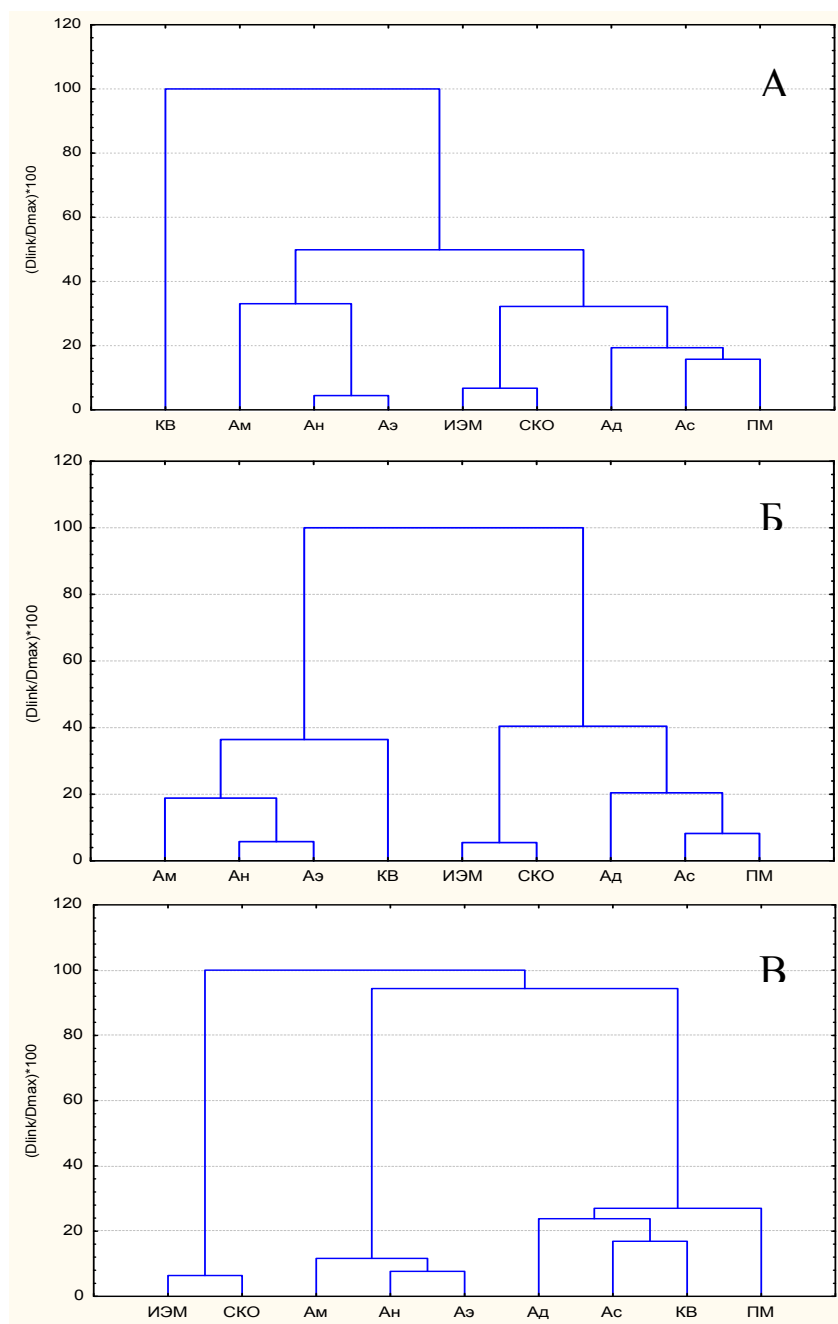 120
А
100
80
60
40
20
0
(Dlink/Dmax)*100
КВ Ам Ан Аэ ИЭМ СКО Ад Ас ПМ
120
Б
100
80
60
40
20
0
(Dlink/Dmax)*100
Ам Ан Аэ КВ ИЭМ СКО Ад Ас ПМ
120
В
100
80
60
40
20
0
(Dlink/Dmax)*100
ИЭМ СКО Ам Ан Аэ Ад Ас КВ ПМ